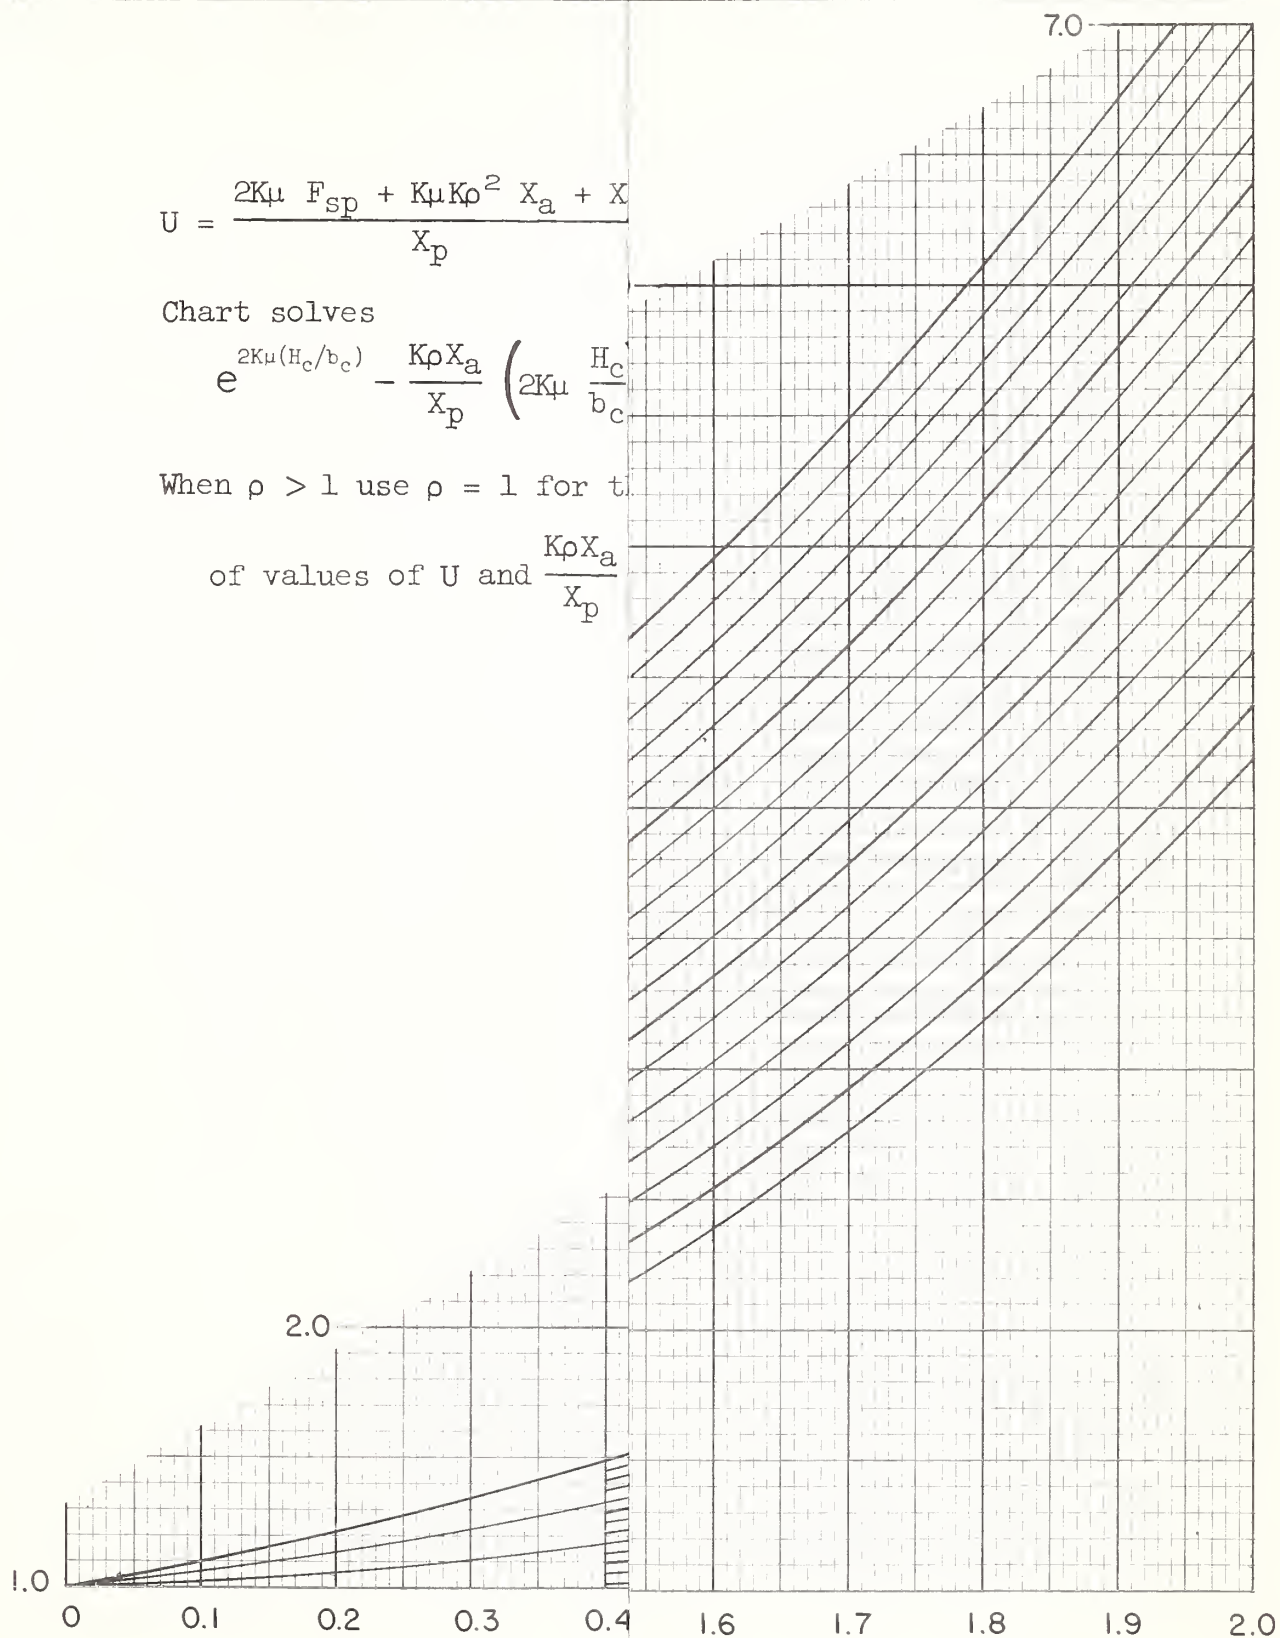 7.0
U = 2Kμ F_sp + KμKρ² X_a + X / X_p
Chart solves
e^2Kμ(H_c/b_c) - KρX_a / X_p (2Kμ H_c / b_c
When ρ > 1 use ρ = 1 for t
of values of U and KρX_a / X_p
2.0
1.0
0 0.1 0.2 0.3 0.4 1.6 1.7 1.8 1.9 2.0